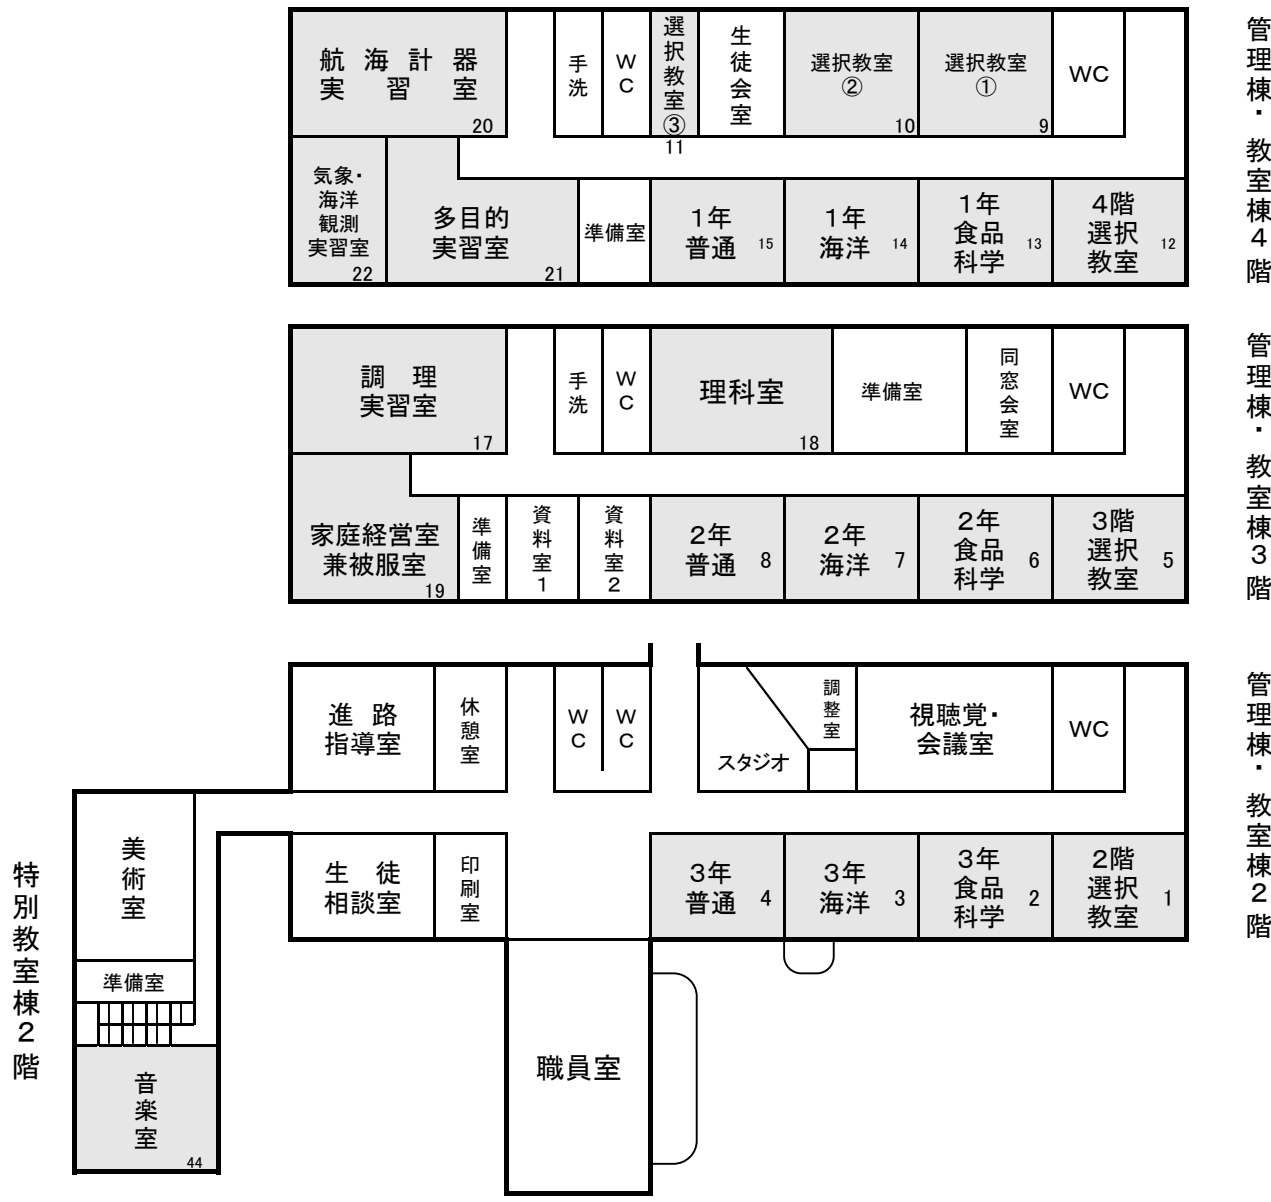 航海計器
実習室
20
手洗
WC
選択教室③
11
生徒会室
選択教室
②
10
選択教室
①
9
WC
気象・
海洋
観測
実習室
22
多目的
実習室
21
準備室
1年
普通
15
1年
海洋
14
1年
食品
科学
13
4階
選択
教室
12
管理棟・教室棟4階
調理
実習室
17
手洗
WC
理科室
18
準備室
同窓会室
WC
家庭経営室
兼被服室
19
準備室
資料室1
資料室2
2年
普通
8
2年
海洋
7
2年
食品
科学
6
3階
選択
教室
5
管理棟・教室棟3階
進路
指導室
休憩室
WC
WC
スタジオ
調整室
視聴覚・
会議室
WC
生徒
相談室
印刷室
3年
普通
4
3年
海洋
3
3年
食品
科学
2
2階
選択
教室
1
管理棟・教室棟2階
美術室
準備室
音楽室
44
職員室
特別教室棟2階